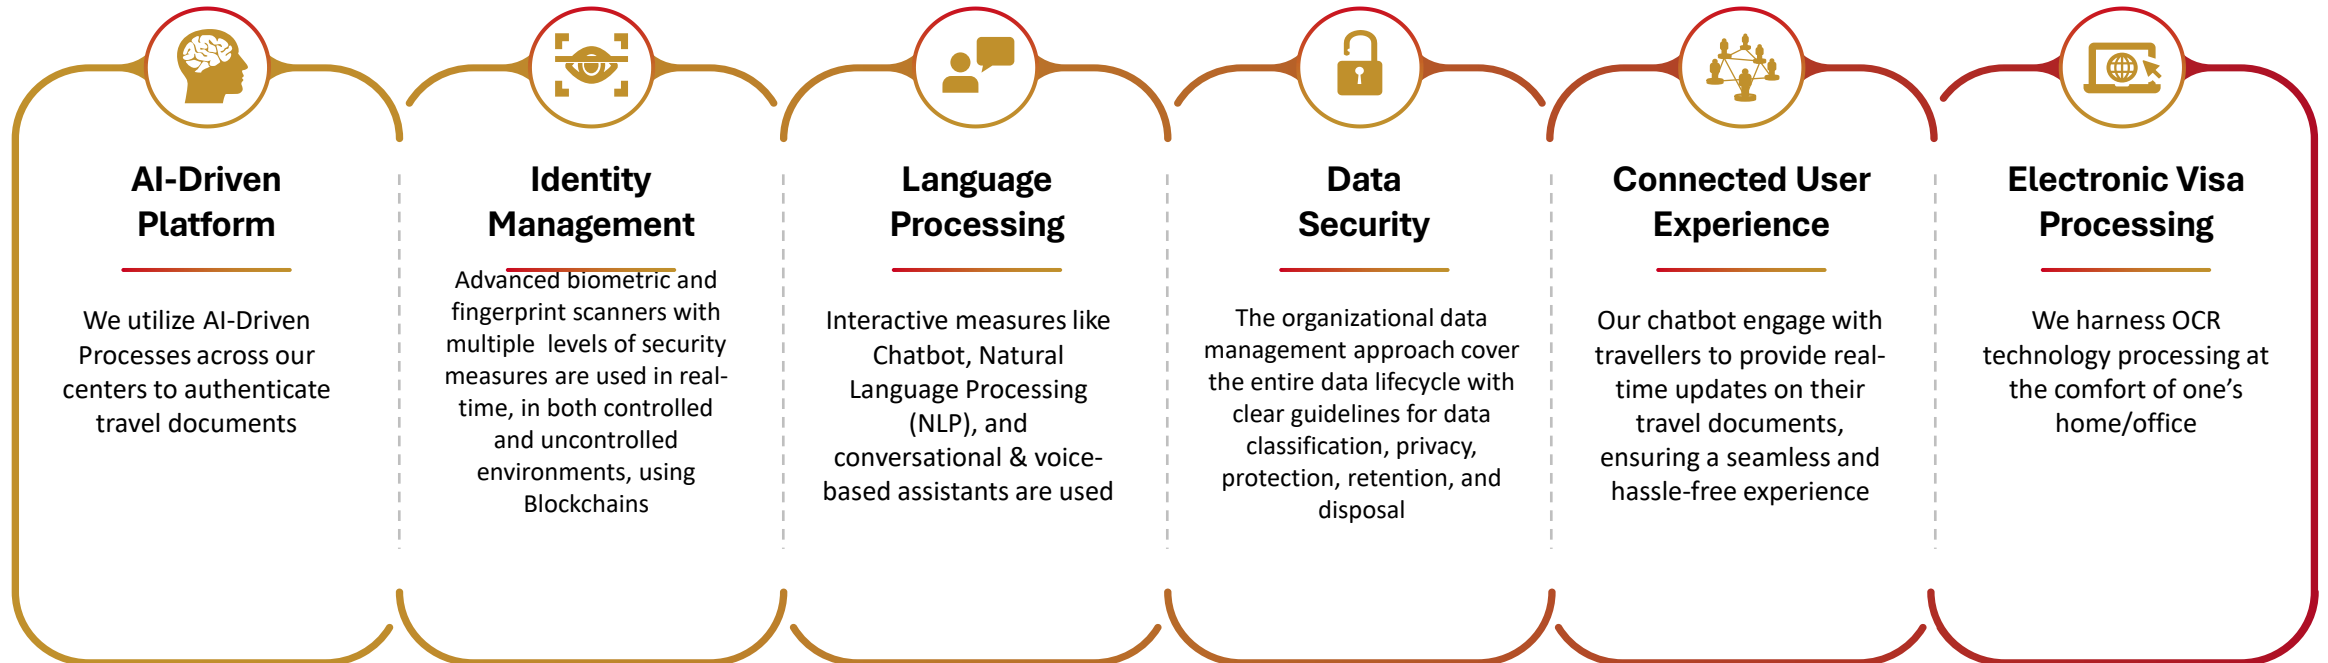 AI-Driven
Platform
We utilize AI-Driven
Processes across our
centers to authenticate
travel documents
Identity
Management
Advanced biometric and
fingerprint scanners with
multiple  levels of security
measures are used in real-
time, in both controlled
and uncontrolled
environments, using
Blockchains
Language
Processing
Interactive measures like
Chatbot, Natural
Language Processing
(NLP), and
conversational & voice-
based assistants are used
Data
Security
The organizational data
management approach cover
the entire data lifecycle with
clear guidelines for data
classification, privacy,
protection, retention, and
disposal
Connected User
Experience
Our chatbot engage with
travellers to provide real-
time updates on their
travel documents,
ensuring a seamless and
hassle-free experience
Electronic Visa
Processing
We harness OCR
technology processing at
the comfort of one’s
home/office